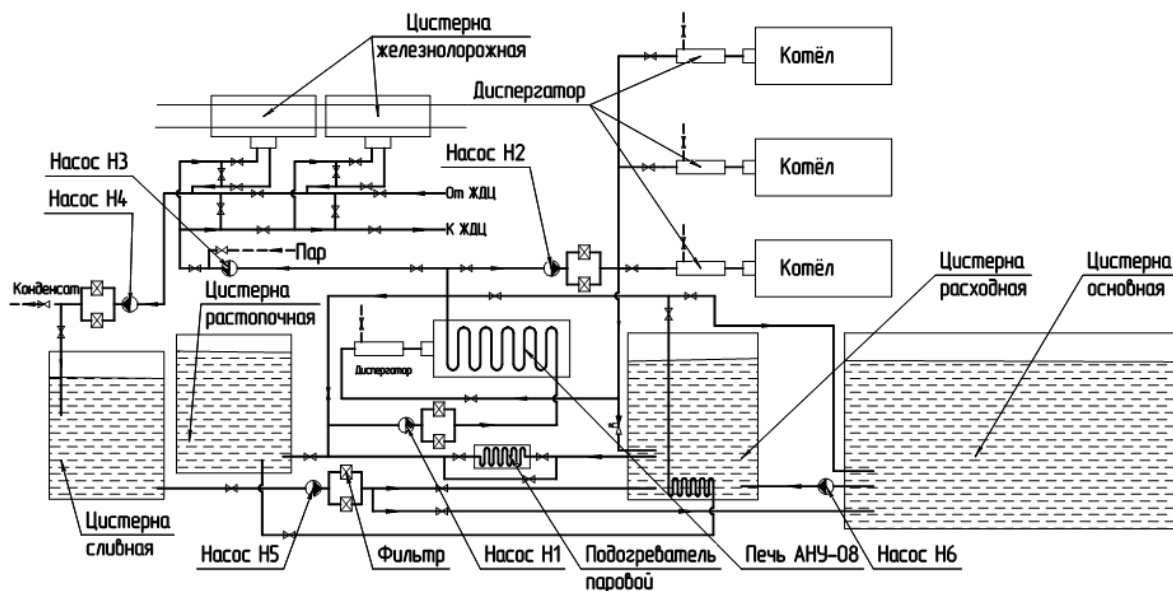 Цистерна
железнолорожная
Котёл
Диспергатор
Насос Н3
Насос Н2
Котёл
Насос Н4
От ЖДЦ
К ЖДЦ
Пар
Котёл
Конденсат
Цистерна
растопочная
Цистерна
расходная
Цистерна
основная
Диспергатор
Цистерна
сливная
Насос Н5
Фильтр
Насос Н1
Подогреватель
паровой
Печь АНУ-08
Насос Н6